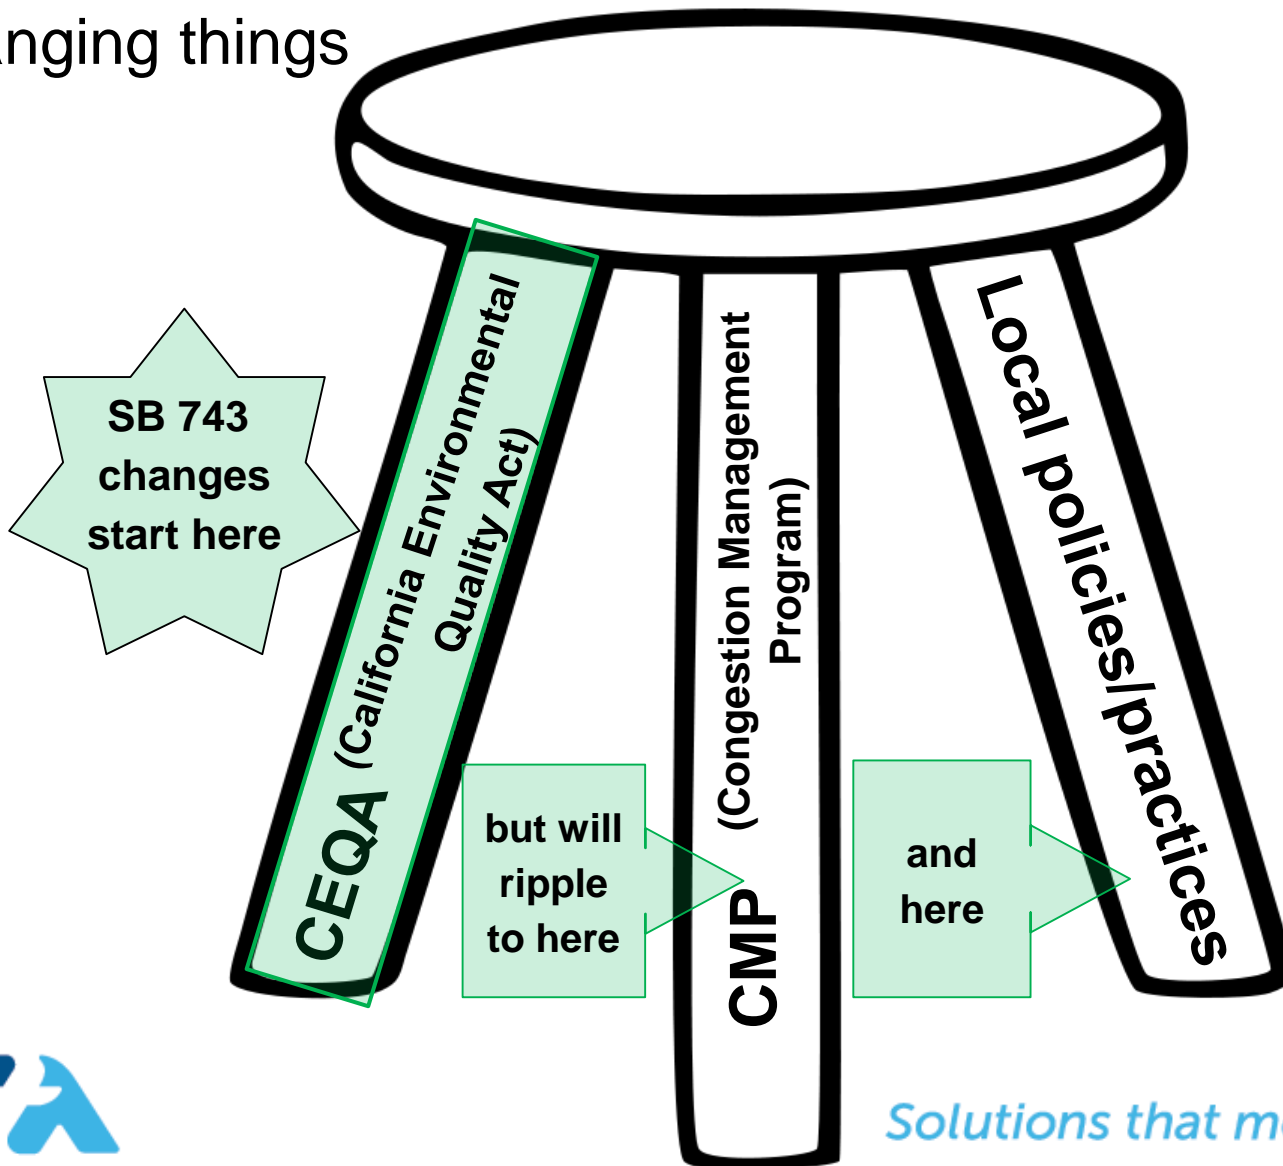 nging things
SB 743
changes
start here
CEQA (California Environmental
Quality Act)
but will
ripple
to here
CMP (Congestion Management
Program)
and
here
Local policies/practices
Solutions that m